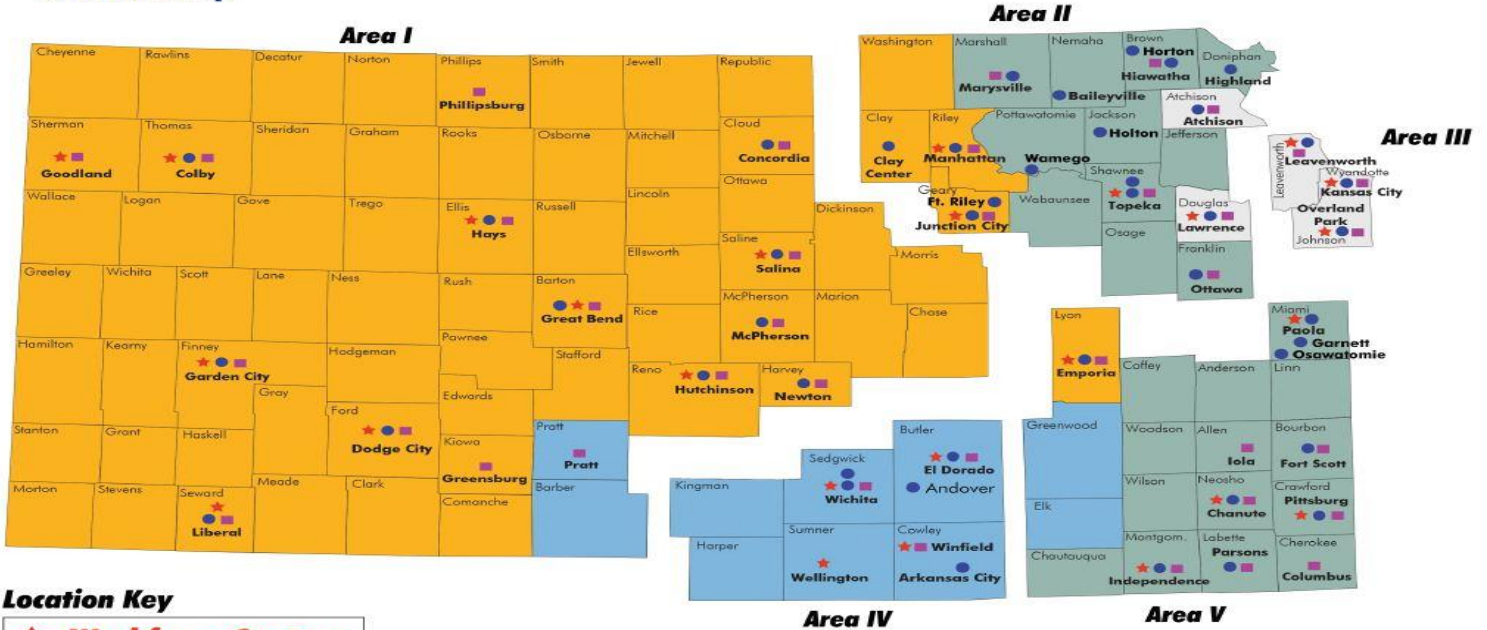 Area I
Area II
Area III
Cheyenne
Rawlins
Decatur
Norton
Phillips
Phillipsburg
Smith
Jewell
Republic
Sherman
Goodland
Thomas
Colby
Sheridan
Graham
Rooks
Osborne
Mitchell
Cloud
Concordia
Wallace
Logan
Gove
Trego
Ellis
Hays
Russell
Lincoln
Ottawa
Dickinson
Ellsworth
Saline
Salina
Morris
Greeley
Wichita
Scott
Lane
Ness
Rush
Barton
Great Bend
Rice
McPherson
McPherson
Marion
Chase
Hamilton
Kearny
Finney
Garden City
Hodgeman
Pawnee
Stafford
Reno
Hutchinson
Harvey
Newton
Gray
Ford
Dodge City
Edwards
Stanton
Grant
Haskell
Kiowa
Greensburg
Pratt
Pratt
Morton
Stevens
Seward
Liberal
Meade
Clark
Comanche
Barber
Washington
Marshall
Marysville
Nemaha
Baileyville
Brown
Horton
Hiawatha
Doniphan
Highland
Atchison
Atchison
Clay
Clay
Center
Riley
Manhattan
Pottawatomie
Wamego
Jackson
Holton
Jefferson
Geary
Ft. Riley
Junction City
Wabaunsee
Shawnee
Topeka
Douglas
Lawrence
Osage
Franklin
Ottawa
Leavenworth
Leavenworth
Wyandotte
Kansas City
Overland
Park
Johnson
Lyon
Emporia
Miami
Paola
Garnett
Osawatomie
Coffey
Anderson
Linn
Greenwood
Woodson
Allen
Iola
Bourbon
Fort Scott
Elk
Wilson
Neosho
Chanute
Crawford
Pittsburg
Chautauqua
Montgom.
Independence
Labette
Parsons
Cherokee
Columbus
Kingman
Sedgwick
Wichita
Butler
El Dorado
Andover
Harper
Sumner
Wellington
Cowley
Winfield
Arkansas City
Area IV
Area V
Location Key